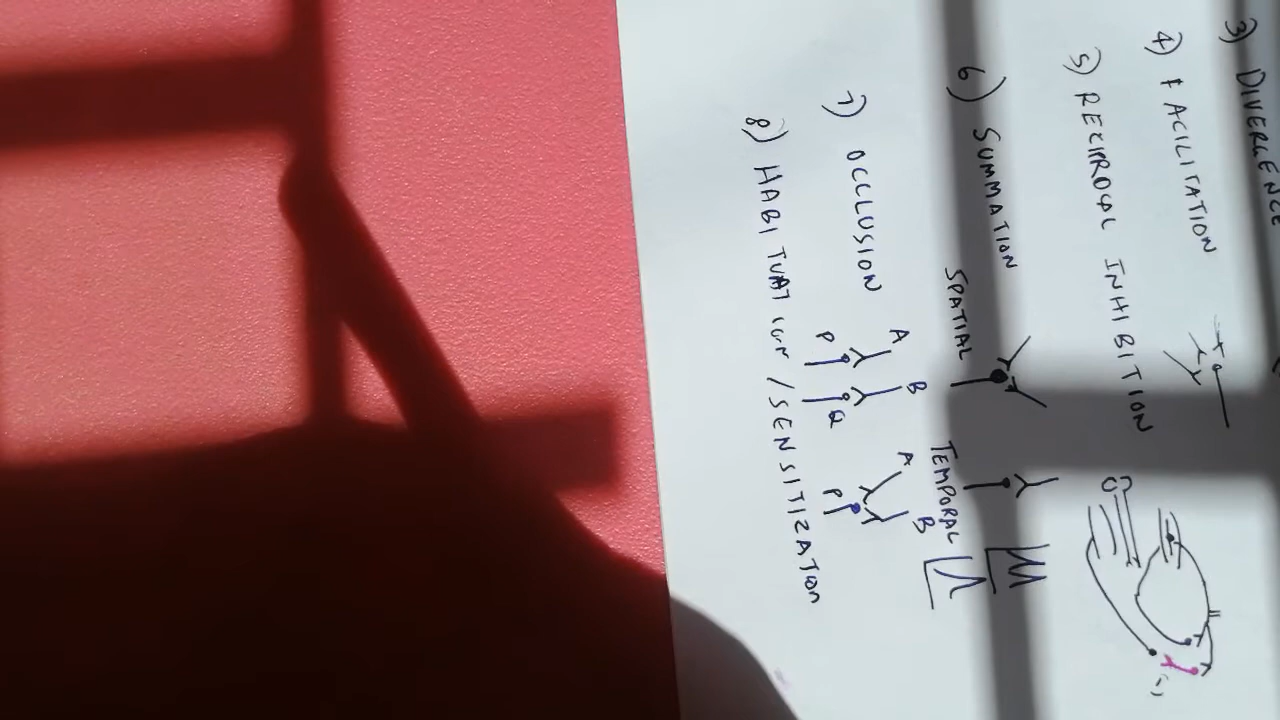 3) DIVERGENCE
4) FACILITATION
5) RECIPROCAL INHIBITION
(-)
6) SUMMATION
SPATIAL TEMPORAL
7) OCCLUSION
A B A B
P Q P
8) HABITUATION / SENSITIZATION